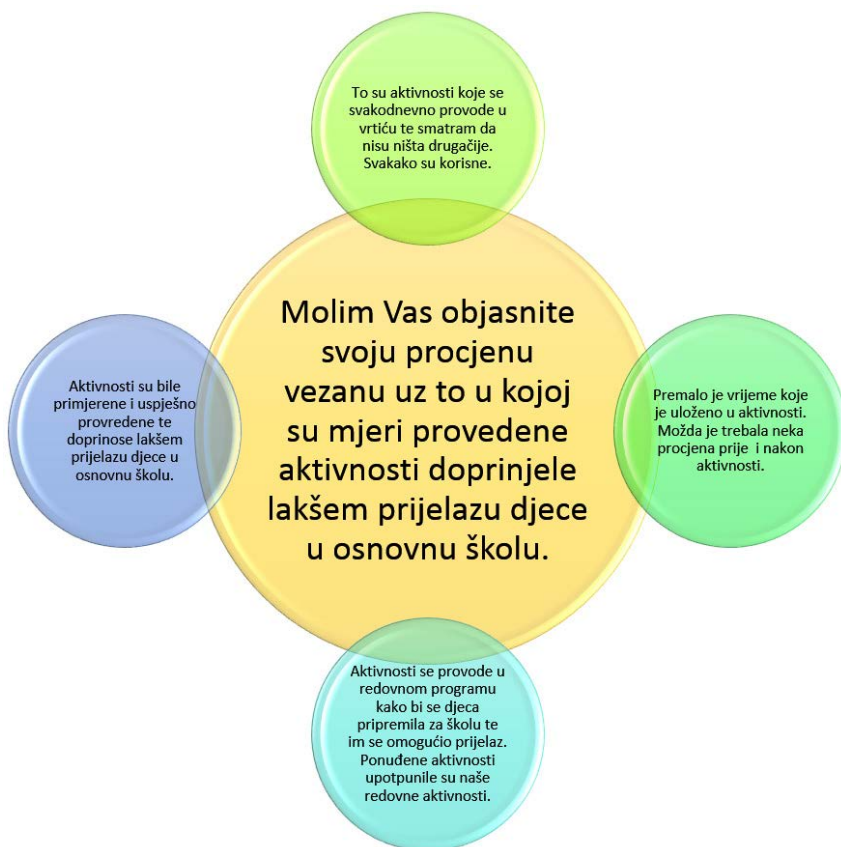 To su aktivnosti koje se
svakodnevno provode u
vrtiću te smatram da
nisu ništa drugačije.
Svakako su korisne.
Molim Vas objasnite
svoju procjenu
vezanu uz to u kojoj
su mjeri provedene
aktivnosti doprinjele
lakšem prijelazu djece
u osnovnu školu.
Aktivnosti su bile
primjerene i uspješno
provredene te
doprinose lakšem
prijelazu djece u
osnovnu školu.
Premalo je vrijeme koje
je uloženo u aktivnosti.
Možda je trebala neka
procjena prije i nakon
aktivnosti.
Aktivnosti se provode u
redovnom programu
kako bi se djeca
pripremila za školu te
im se omogućio prijelaz.
Ponuđene aktivnosti
upotpunile su naše
redovne aktivnosti.